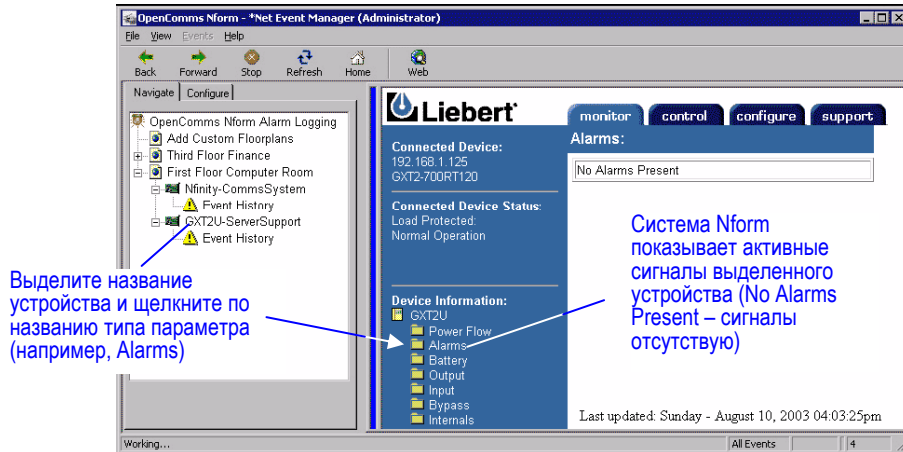 OpenComms Nform - *Net Event Manager (Administrator)
File View Events Help
Back Forward Stop Refresh Home Web
Navigate Configure
OpenComms Nform Alarm Logging
Add Custom Floorplans
Third Floor Finance
First Floor Computer Room
Nfinity-CommsSystem
Event History
GXT2U-ServerSupport
Event History
Выделите название
устройства и щелкните по
названию типа параметра
(например, Alarms)
Liebert
Connected Device:
192.168.1.125
GXT2-700RT120
Connected Device Status:
Load Protected:
Normal Operation
Device Information:
GXT2U
Power Flow
Alarms
Battery
Output
Input
Bypass
Internals
monitor control configure support
Alarms:
No Alarms Present
Система Nform
показывает активные
сигналы выделенного
устройства (No Alarms
Present – сигналы
отсутствую)
Last updated: Sunday - August 10, 2003 04:03:25pm
Working...
All Events 4